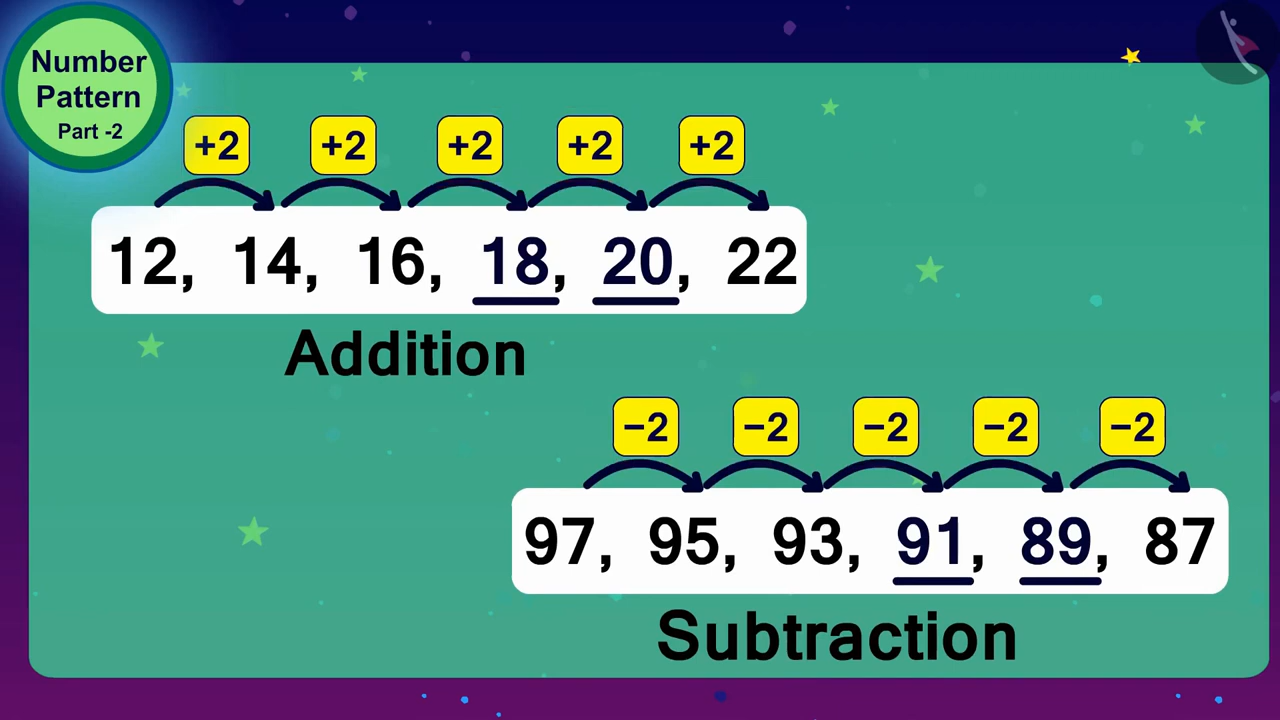 Number
Pattern
Part -2
+2 +2 +2 +2 +2
12, 14, 16, 18, 20, 22
Addition
−2 −2 −2 −2 −2
97, 95, 93, 91, 89, 87
Subtraction